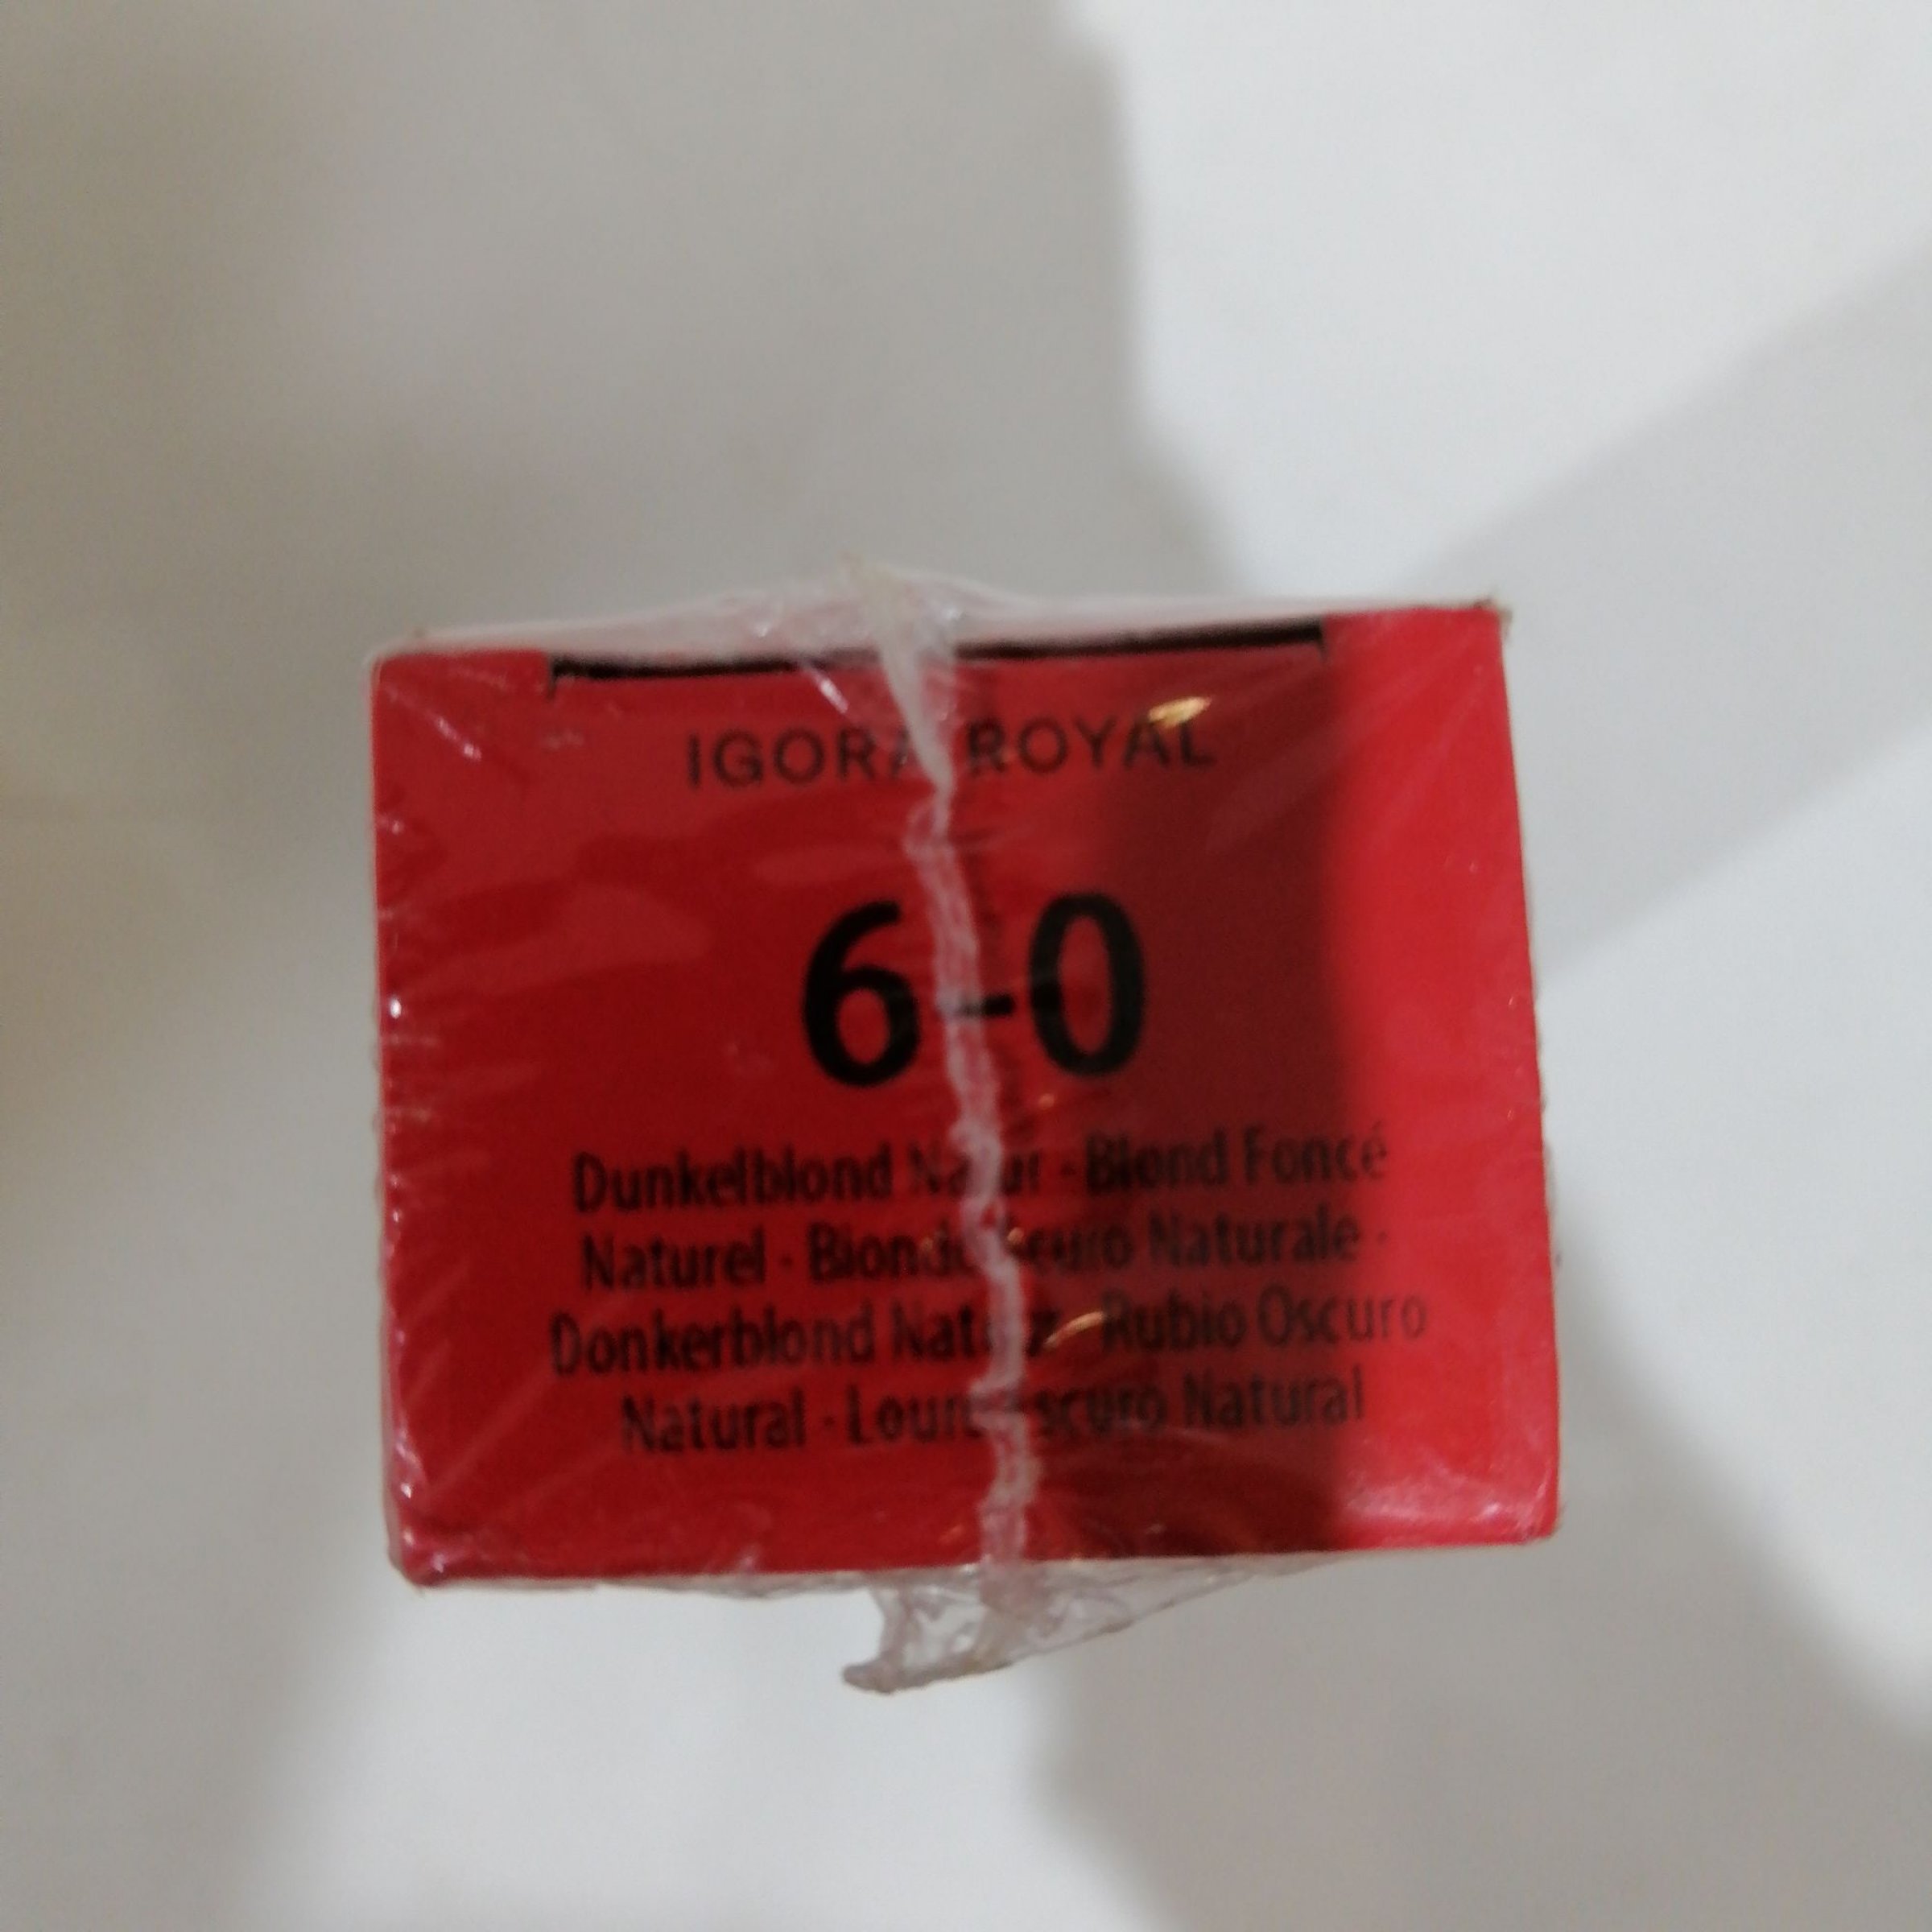 IGORA ROYAL
6-0
Dunkelblond Natur · Blond Foncé
Naturel · Biondo Scuro Naturale ·
Donkerblond Natuur · Rubio Oscuro
Natural · Louro Escuro Natural